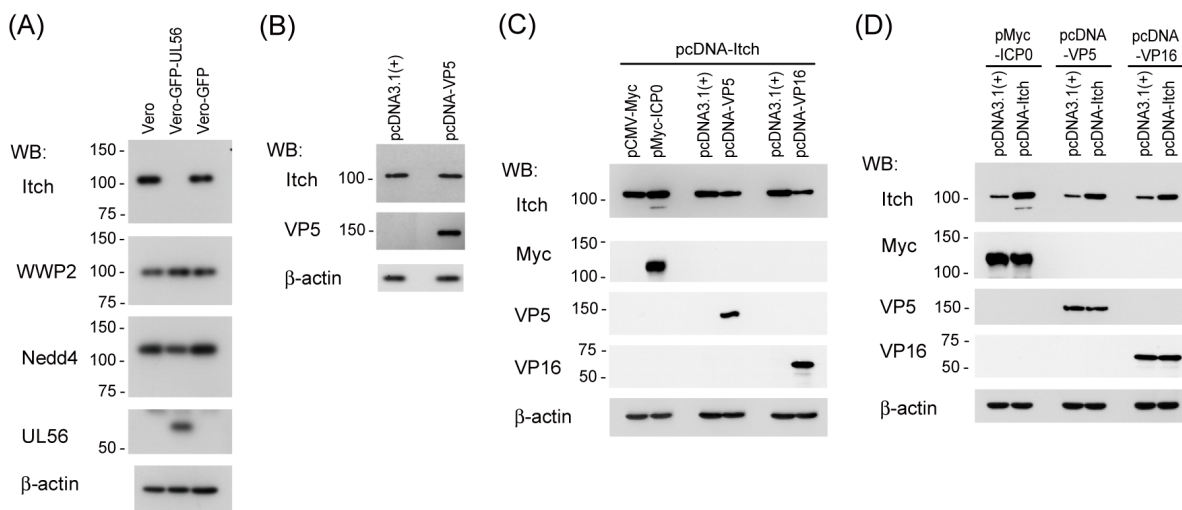 (A)
Vero
Vero-GFP-UL56
Vero-GFP
WB:
150 -
Itch
100 -
75 -
150 -
WWP2
100 -
75 -
150 -
Nedd4
100 -
75 -
UL56
50 -
β-actin
(B)
pcDNA3.1(+)
pcDNA-VP5
WB:
Itch
100 -
VP5
150 -
β-actin
(C)
pcDNA-Itch
pCMV-Myc
pMyc-ICP0
pcDNA3.1(+)
pcDNA-VP5
pcDNA3.1(+)
pcDNA-VP16
WB:
Itch
100 -
Myc
150 -
100 -
VP5
150 -
VP16
75 -
50 -
β-actin
(D)
pMyc
-ICP0
pcDNA
-VP5
pcDNA
-VP16
pcDNA3.1(+)
pcDNA-Itch
pcDNA3.1(+)
pcDNA-Itch
pcDNA3.1(+)
pcDNA-Itch
WB:
Itch
100 -
Myc
150 -
100 -
VP5
150 -
VP16
75 -
50 -
β-actin